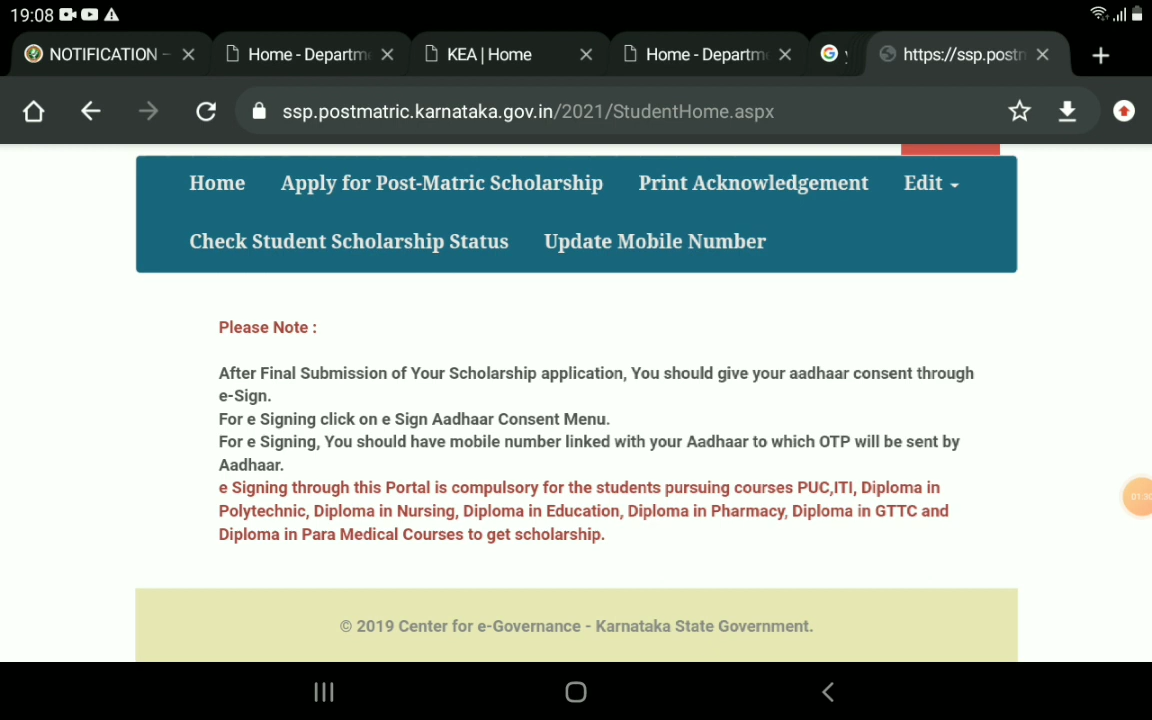 19:08
NOTIFICATION -
Home - Departm
KEA | Home
Home - Departm
https://ssp.postm
ssp.postmatric.karnataka.gov.in/2021/StudentHome.aspx
Home Apply for Post-Matric Scholarship Print Acknowledgement Edit
Check Student Scholarship Status Update Mobile Number
Please Note :
After Final Submission of Your Scholarship application, You should give your aadhaar consent through
e-Sign.
For e Signing click on e Sign Aadhaar Consent Menu.
For e Signing, You should have mobile number linked with your Aadhaar to which OTP will be sent by
Aadhaar.
e Signing through this Portal is compulsory for the students pursuing courses PUC,ITI, Diploma in
Polytechnic, Diploma in Nursing, Diploma in Education, Diploma in Pharmacy, Diploma in GTTC and
Diploma in Para Medical Courses to get scholarship.
© 2019 Center for e-Governance - Karnataka State Government.